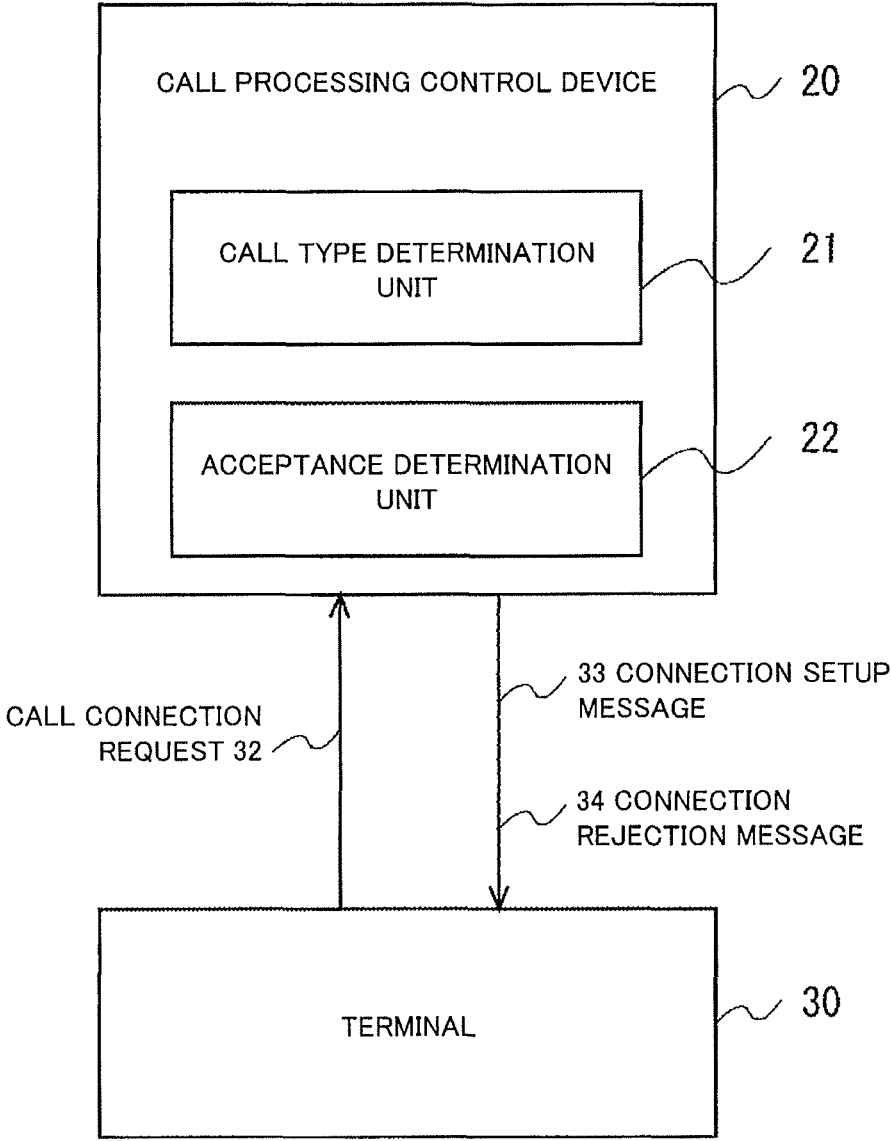 CALL PROCESSING CONTROL DEVICE
20
CALL TYPE DETERMINATION
UNIT
21
ACCEPTANCE DETERMINATION
UNIT
22
CALL CONNECTION
REQUEST 32
33 CONNECTION SETUP
MESSAGE
34 CONNECTION
REJECTION MESSAGE
TERMINAL
30